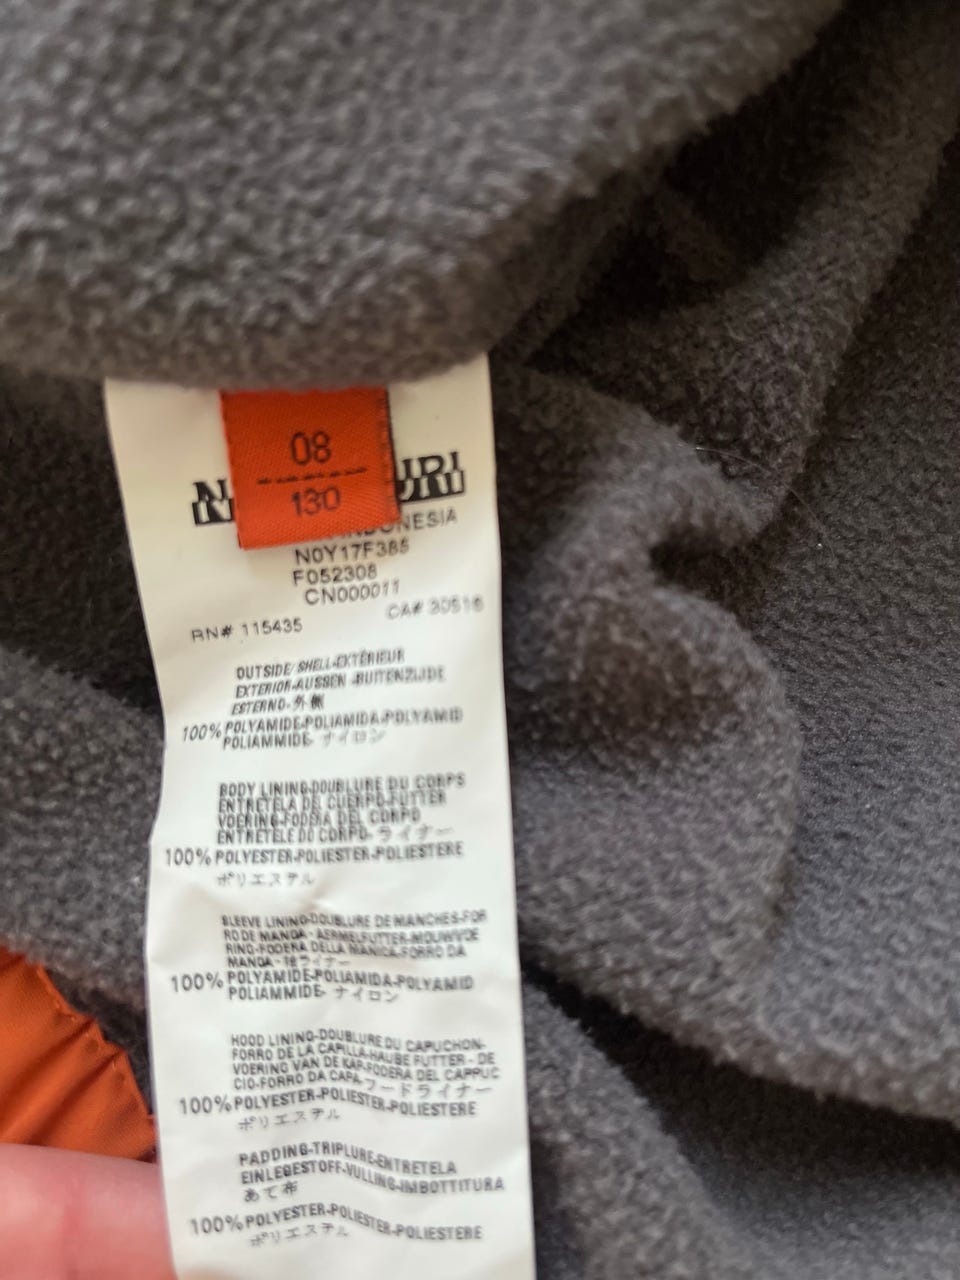 08
130
N URI
INDONESIA
N0Y17F385
F052308
CN000011
RN# 115435 CA# 30516
OUTSIDE/SHELL-EXTÉRIEUR
EXTERIOR-AUSSEN-BUITENZIJDE
ESTERNO-外側
100% POLYAMIDE-POLIAMIDA-POLYAMID
POLIAMMIDE- ナイロン
BODY LINING-DOUBLURE DU CORPS
ENTRETELA DEL CUERPO-FUTTER
VOERING-FODERA DEL CORPO
ENTRETELE DO CORPO- ライナー
100% POLYESTER-POLIESTER-POLIESTERE
ポリエステル
SLEEVE LINING-DOUBLURE DE MANCHES-FOR
RO DE MANGA - AERMELFUTTER-MOUWVOE
RING-FODERA DELLA MANICA-FORRO DA
MANGA - ライナー
100% POLYAMIDE-POLIAMIDA-POLYAMID
POLIAMMIDE- ナイロン
HOOD LINING-DOUBLURE DU CAPUCHON-
FORRO DE LA CAPILLA-HAUBE FUTTER - DE
VOERING VAN DE KAP-FODERA DEL CAPPUC
CIO-FORRO DA CAPA-フードライナー
100% POLYESTER-POLIESTER-POLIESTERE
ポリエステル
PADDING-TRIPLURE-ENTRETELA
EINLEGESTOFF-VULLING-IMBOTTITURA
あて布
100% POLYESTER-POLIESTER-POLIESTERE
ポリエステル